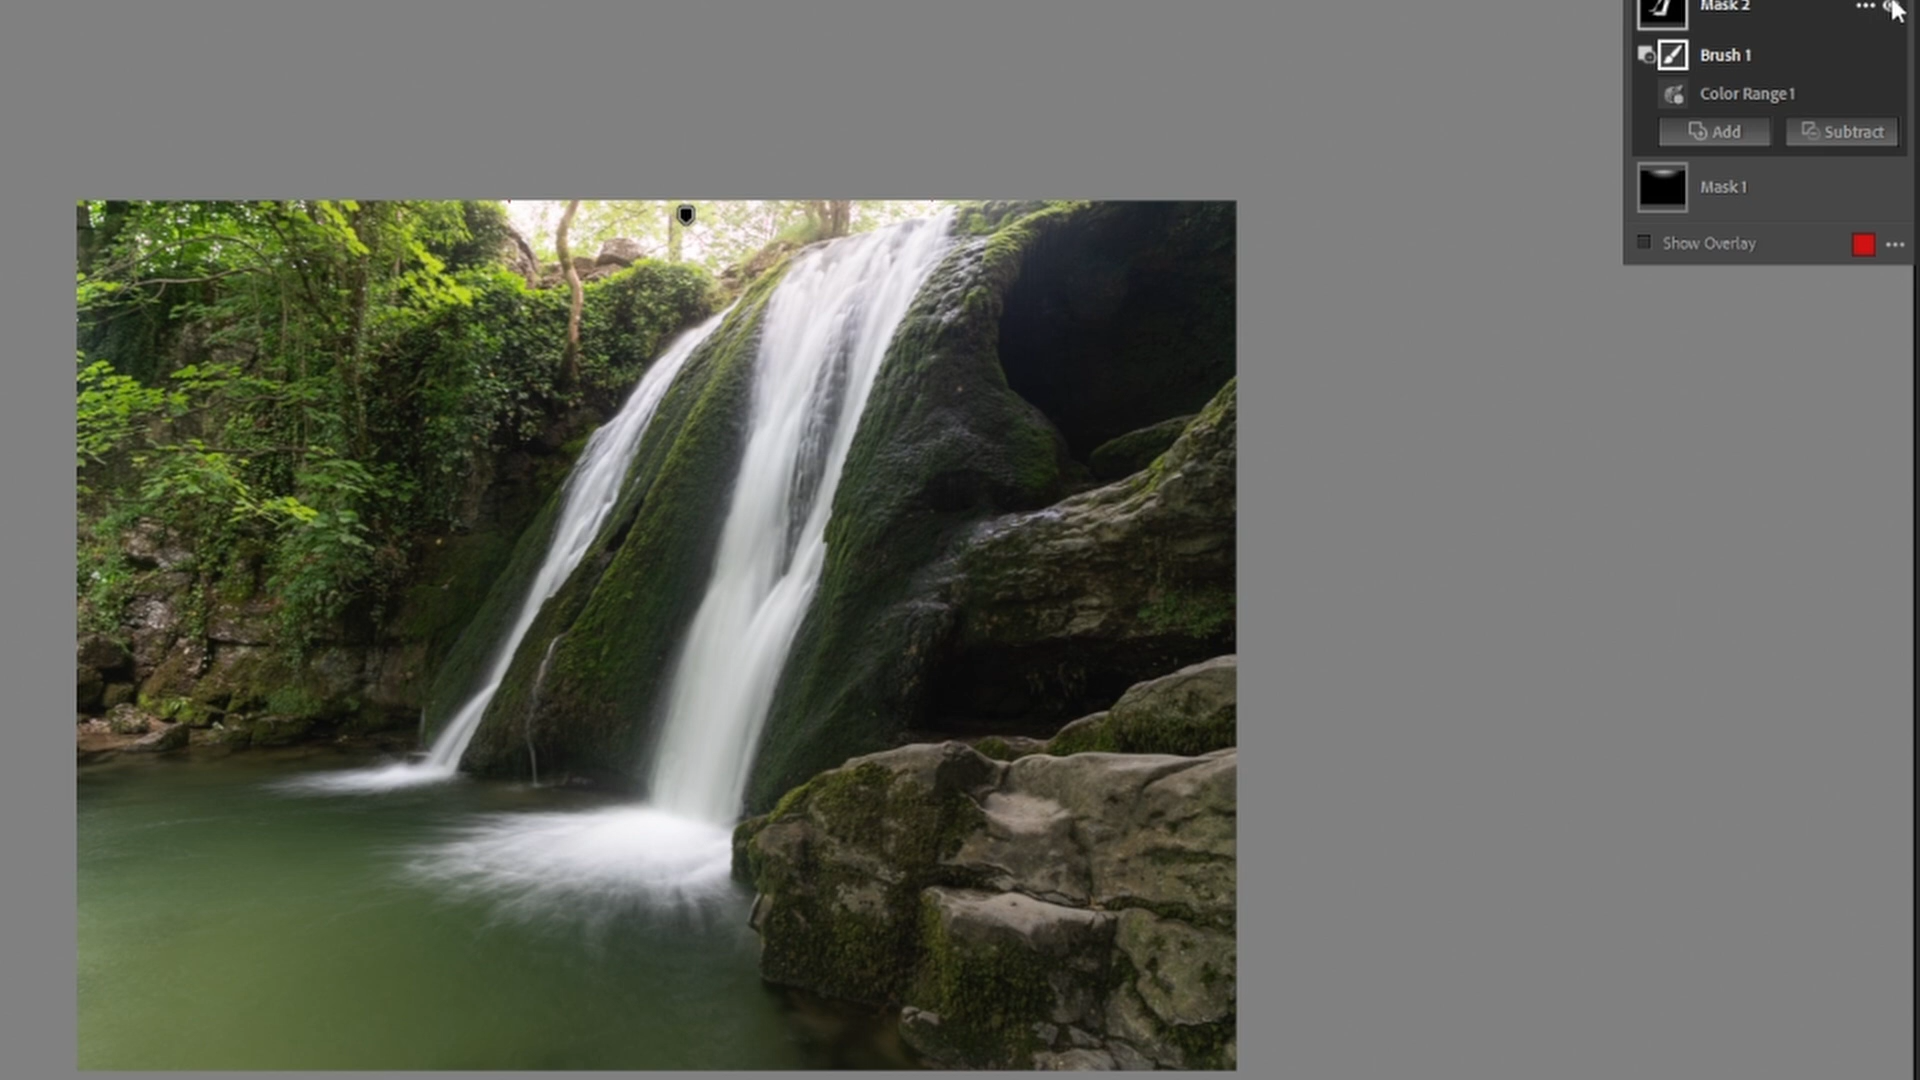 Mask 2
Brush 1
Color Range 1
Add
Subtract
Mask 1
Show Overlay